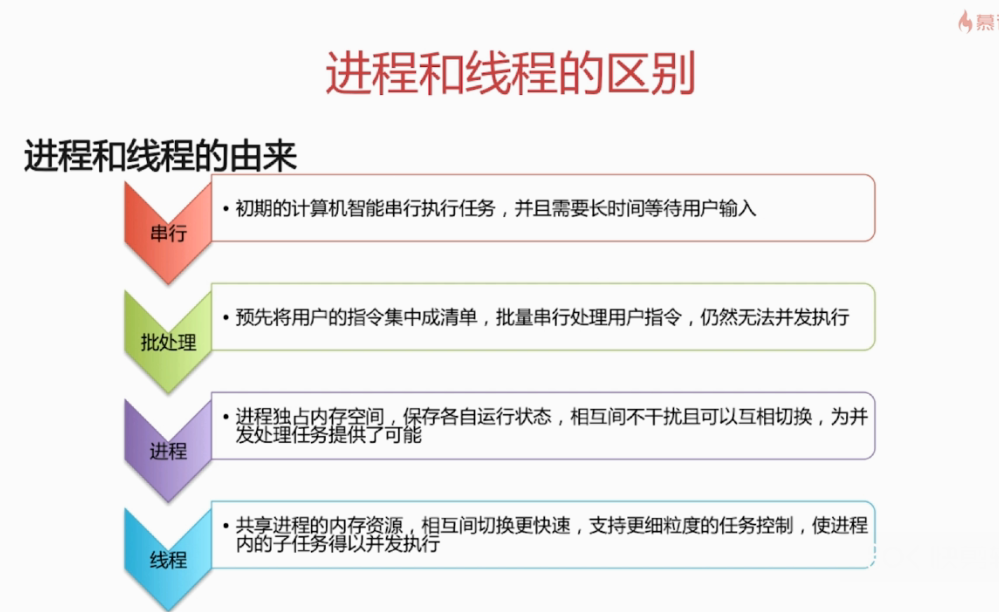 慕
进程和线程的区别
进程和线程的由来
串行
• 初期的计算机智能串行执行任务，并且需要长时间等待用户输入
批处理
• 预先将用户的指令集中成清单，批量串行处理用户指令，仍然无法并发执行
进程
• 进程独占内存空间，保存各自运行状态，相互间不干扰且可以互相切换，为并
发处理任务提供了可能
线程
• 共享进程的内存资源，相互间切换更快速，支持更细粒度的任务控制，使进程
内的子任务得以并发执行